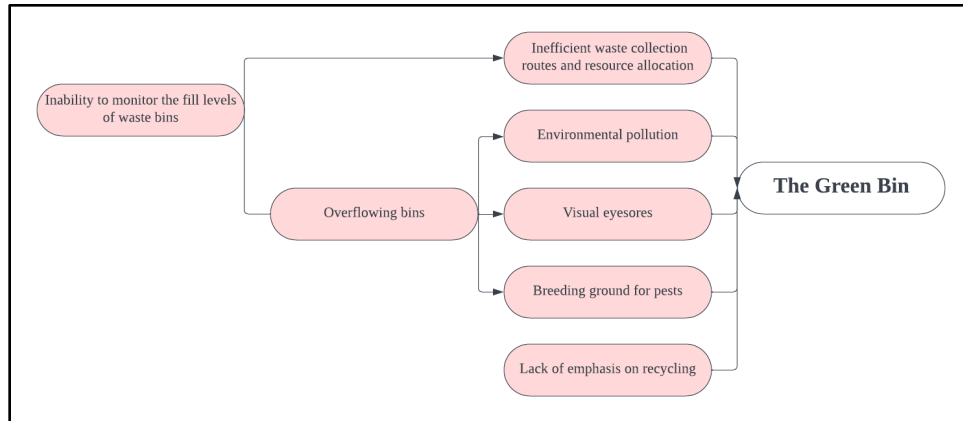 Inability to monitor the fill levels
of waste bins
Overflowing bins
Inefficient waste collection
routes and resource allocation
Environmental pollution
Visual eyesores
Breeding ground for pests
Lack of emphasis on recycling
The Green Bin